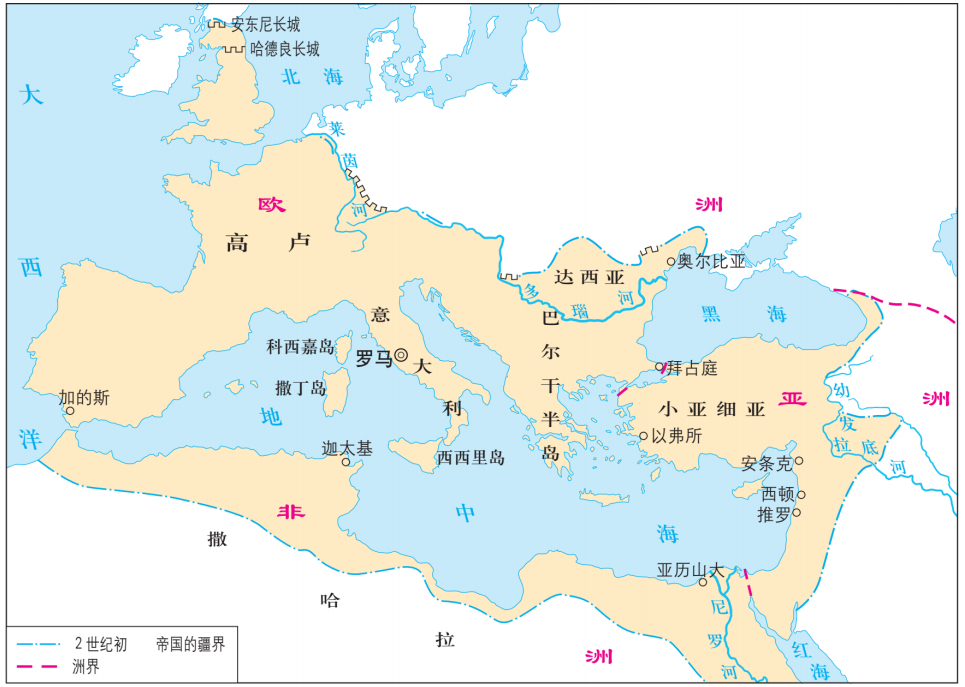 安东尼长城
哈德良长城
北海
大西洋
莱茵河
欧洲
高卢
达西亚
奥尔比亚
多瑙河
黑海
意大利
巴尔干半岛
科西嘉岛
罗马
撒丁岛
拜占庭
加的斯
地中海
小亚细亚
亚洲
幼发拉底河
以弗所
迦太基
西西里岛
安条克
西顿
推罗
非洲
撒哈拉
亚历山大
尼罗河
红海
2世纪初 帝国的疆界
洲界